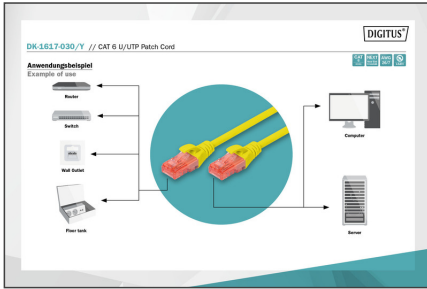 DIGITUS®
DK-1617-030/Y // CAT 6 U/UTP Patch Cord
Anwendungsbeispiel
Example of use
Router
Switch
Wall Outlet
Floor tank
Computer
Server